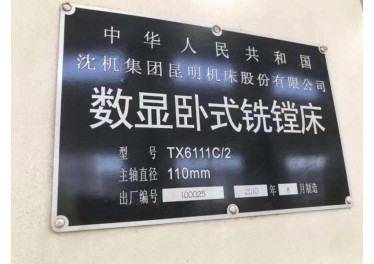 中华人民共和国
沈机集团昆明机床股份有限公司
数显卧式铣镗床
型号 TX6111C/2
主轴直径 110mm
出厂编号 100025 2010 年 8 月制造